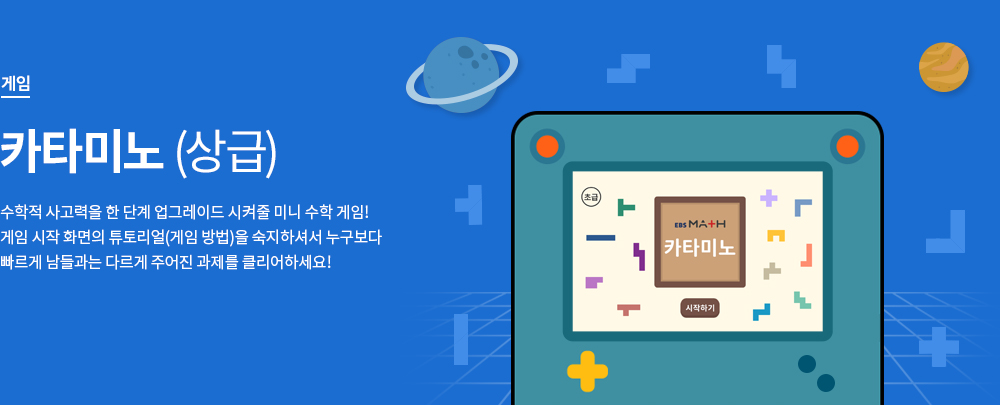 게임
카타미노 (상급)
수학적 사고력을 한 단계 업그레이드 시켜줄 미니 수학 게임!
게임 시작 화면의 튜토리얼(게임 방법)을 숙지하셔서 누구보다
빠르게 남들과는 다르게 주어진 과제를 클리어하세요!
초급
EBS MATH
카타미노
시작하기